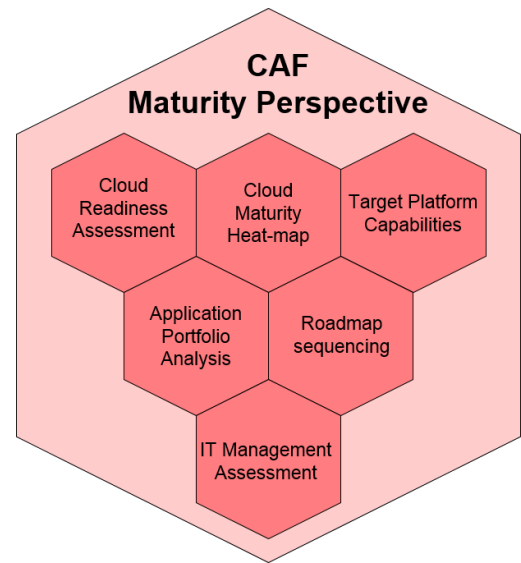 CAF
Maturity Perspective
Cloud
Readiness
Assessment
Cloud
Maturity
Heat-map
Target Platform
Capabilities
Application
Portfolio
Analysis
Roadmap
sequencing
IT Management
Assessment